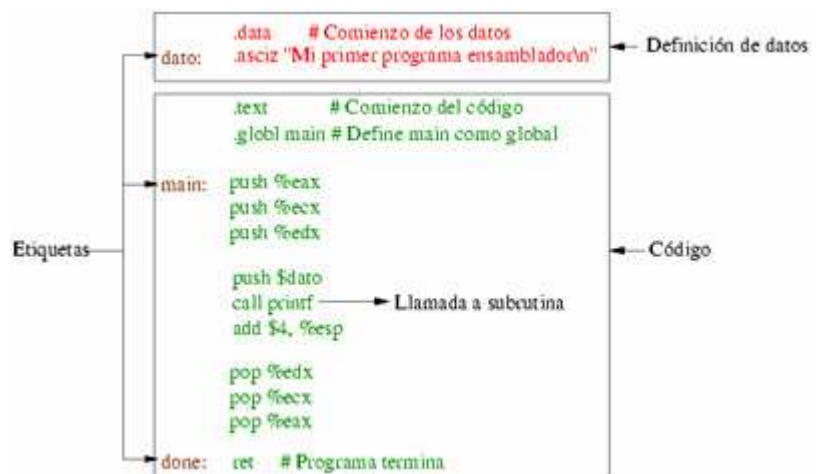 .data # Comienzo de los datos
dato: .asciz "Mi primer programa ensamblador\n"
Definición de datos
.text # Comienzo del código
.globl main # Define main como global
main: push %eax
push %ecx
push %edx
Etiquetas
Código
push $dato
call printf
Llamada a subrutina
add $4, %esp
pop %edx
pop %ecx
pop %eax
done: ret # Programa termina